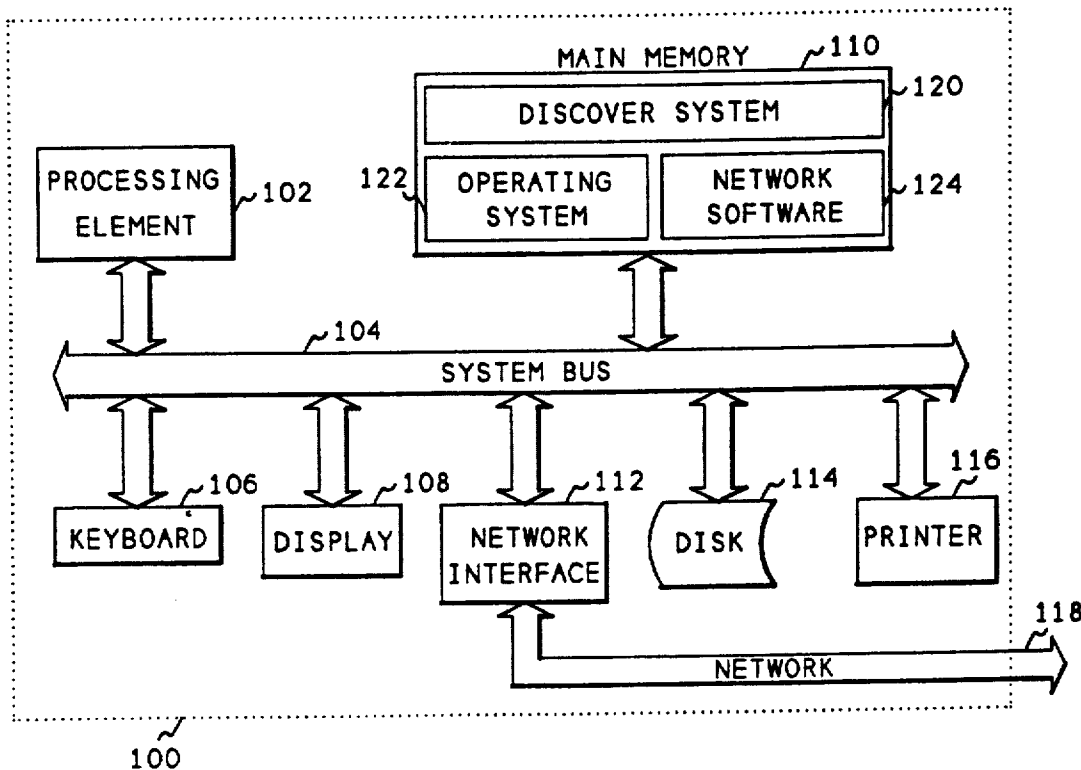 MAIN MEMORY
110
DISCOVER SYSTEM
120
PROCESSING
ELEMENT
102
122
OPERATING
SYSTEM
NETWORK
SOFTWARE
124
104
SYSTEM BUS
106
KEYBOARD
108
DISPLAY
112
NETWORK
INTERFACE
114
DISK
116
PRINTER
118
NETWORK
100